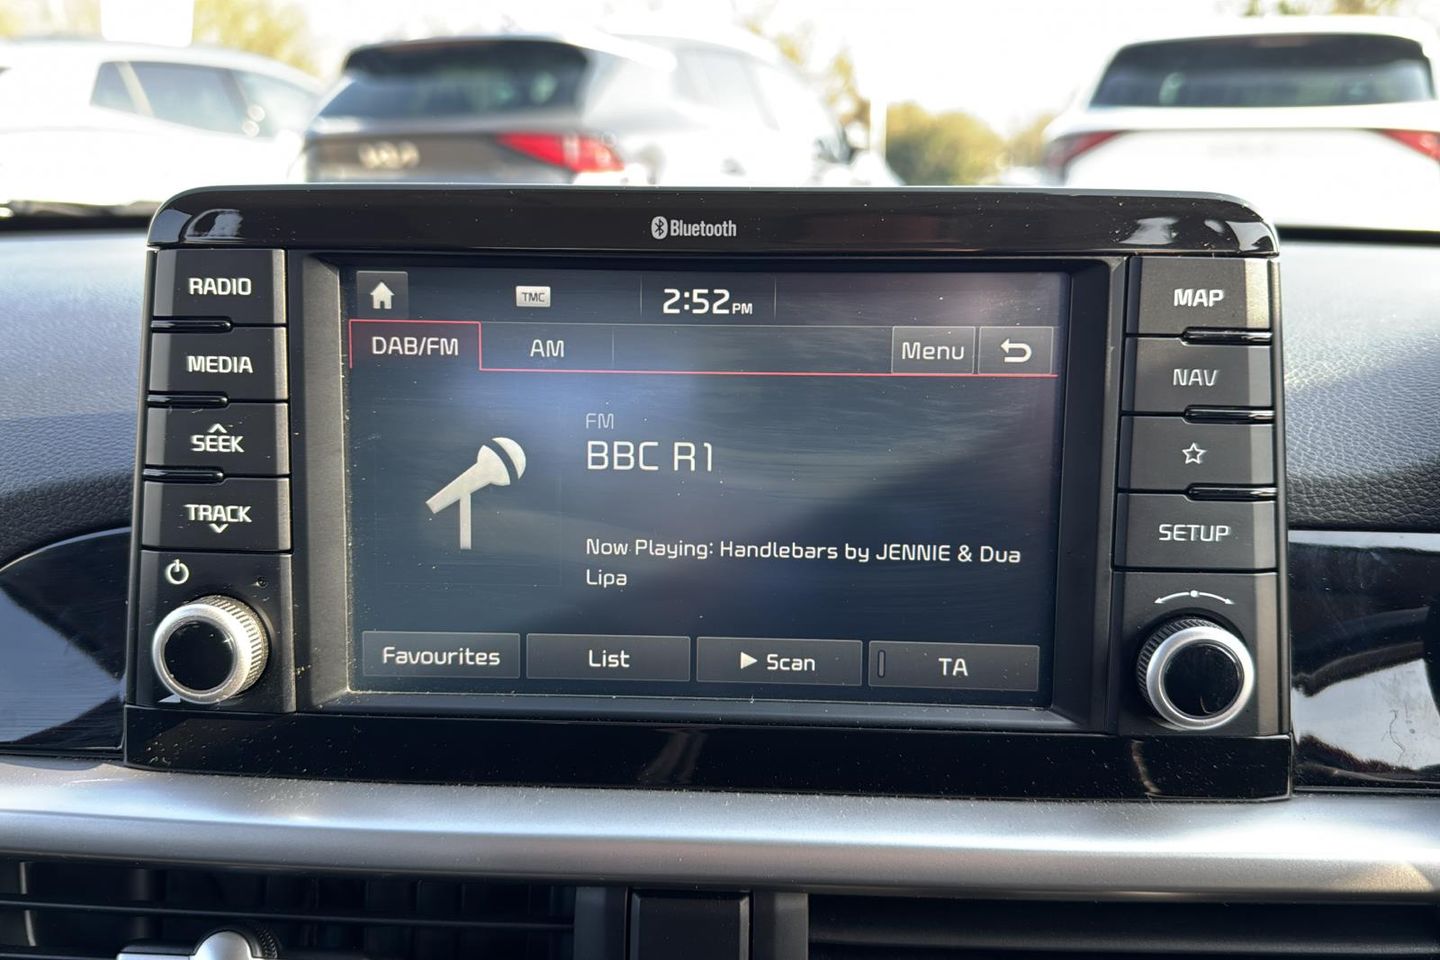 Bluetooth
RADIO
MEDIA
SEEK
TRACK
TMC
2:52PM
DAB/FM
AM
Menu
FM
BBC R1
Now Playing: Handlebars by JENNIE & Dua
Lipa
Favourites
List
Scan
TA
MAP
NAV
SETUP